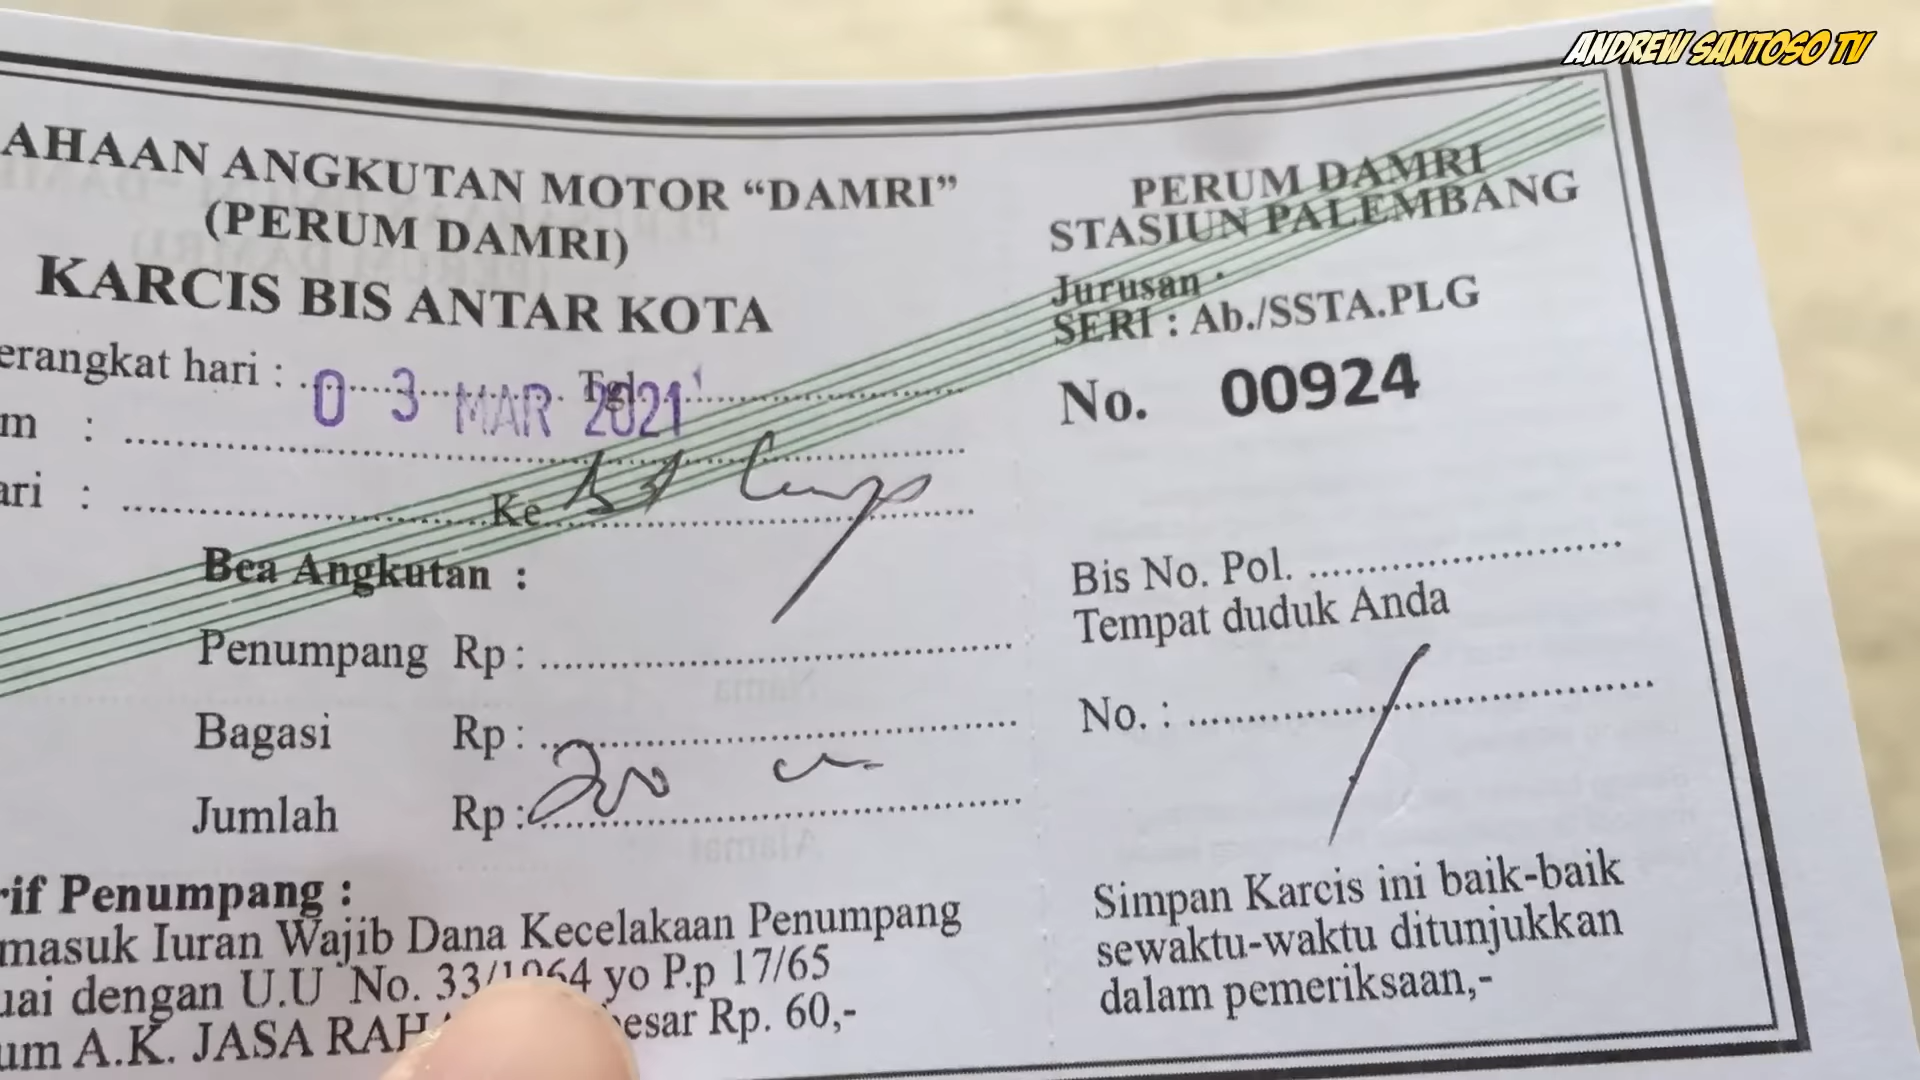 ANDREW SANTOSO TV
AHAAN ANGKUTAN MOTOR “DAMRI”
(PERUM DAMRI)
KARCIS BIS ANTAR KOTA
erangkat hari : 0 3 MAR 2021 Tgl.
m :
ari : Ke
Bea Angkutan :
Penumpang Rp :
Bagasi Rp :
Jumlah Rp :
rif Penumpang :
masuk Iuran Wajib Dana Kecelakaan Penumpang
uai dengan U.U No. 33/1964 yo P.p 17/65
um A.K. JASA RAHA esar Rp. 60,-
PERUM DAMRI
STASIUN PALEMBANG
Jurusan :
SERI : Ab./SSTA.PLG
No. 00924
Bis No. Pol.
Tempat duduk Anda
No. :
Simpan Karcis ini baik-baik
sewaktu-waktu ditunjukkan
dalam pemeriksaan,-